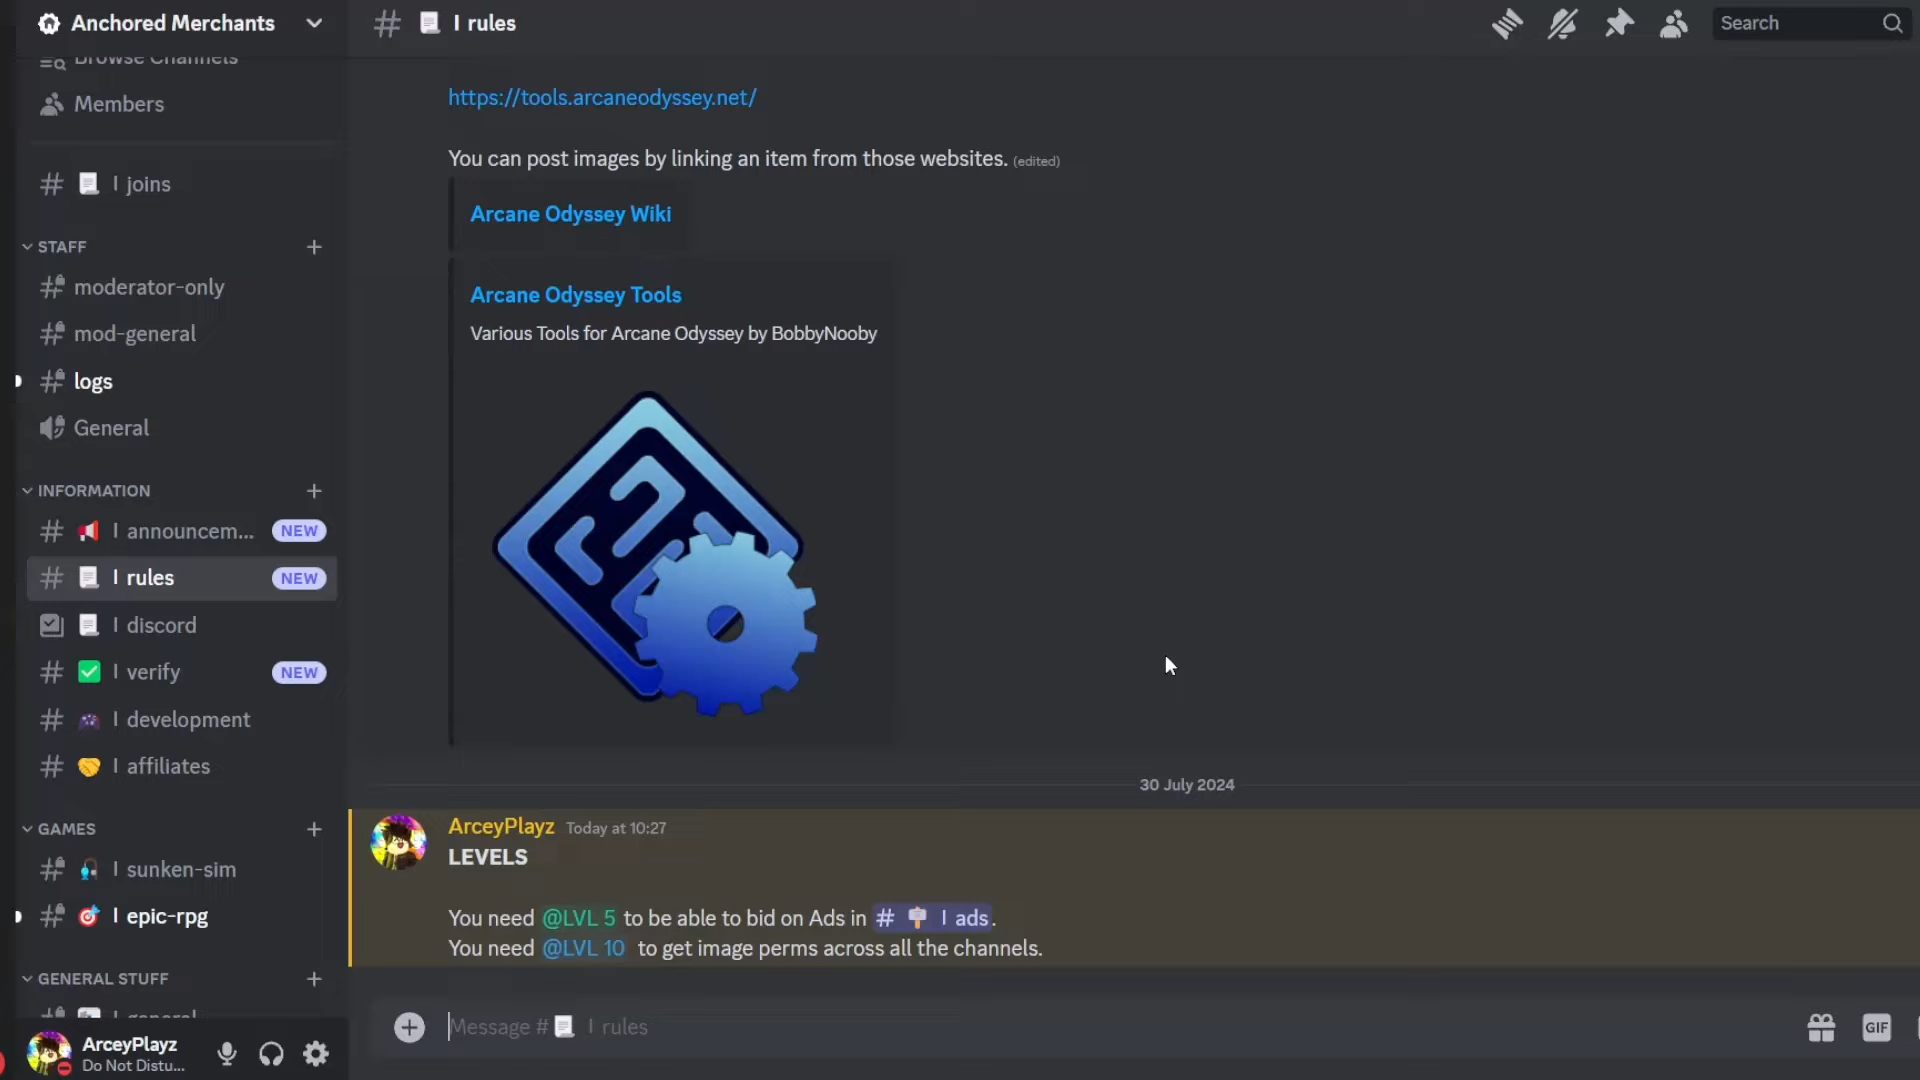 Anchored Merchants
Browse Channels
Members
joins
STAFF
moderator-only
mod-general
logs
General
INFORMATION
announcem... NEW
rules NEW
discord
verify NEW
development
affiliates
GAMES
sunken-sim
epic-rpg
GENERAL STUFF
general
ArceyPlayz
Do Not Distu...
# | rules
Search
https://tools.arcaneodyssey.net/
You can post images by linking an item from those websites. (edited)
Arcane Odyssey Wiki
Arcane Odyssey Tools
Various Tools for Arcane Odyssey by BobbyNooby
30 July 2024
ArceyPlayz Today at 10:27
LEVELS
You need @LVL 5 to be able to bid on Ads in # | ads.
You need @LVL 10 to get image perms across all the channels.
Message # | rules
GIF